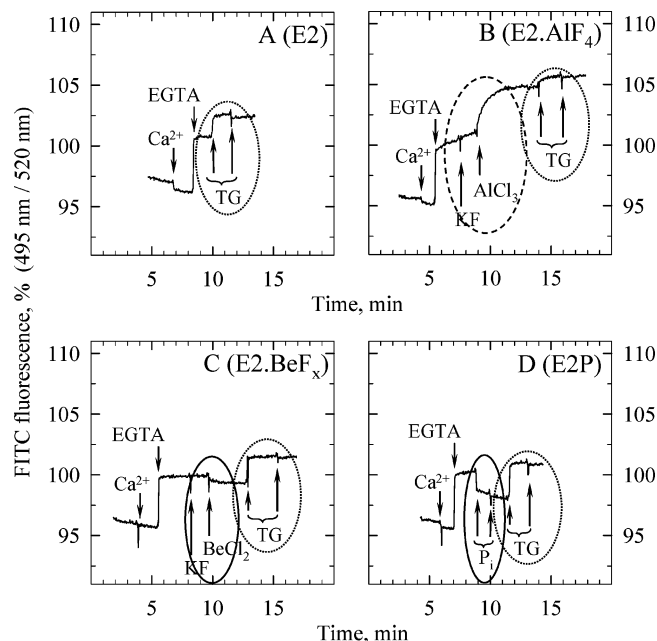 FITC fluorescence, % (495 nm / 520 nm)
A (E2)
110
105
100
95
EGTA
Ca²⁺
TG
5 10 15
B (E2.AlF₄)
110
105
100
95
EGTA
Ca²⁺
KF
AlCl₃
TG
5 10 15
Time, min
C (E2.BeFₓ)
110
105
100
95
EGTA
Ca²⁺
KF
BeCl₂
TG
5 10 15
D (E2P)
110
105
100
95
EGTA
Ca²⁺
Pᵢ
TG
5 10 15
Time, min